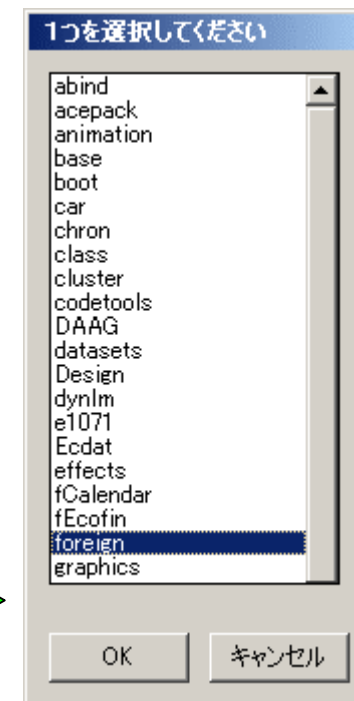 1つを選択してください
abind
acepack
animation
base
boot
car
chron
class
cluster
codetools
DAAG
datasets
Design
dynlm
e1071
Ecdat
effects
fCalendar
fEcofin
foreign
graphics
OK
キャンセル